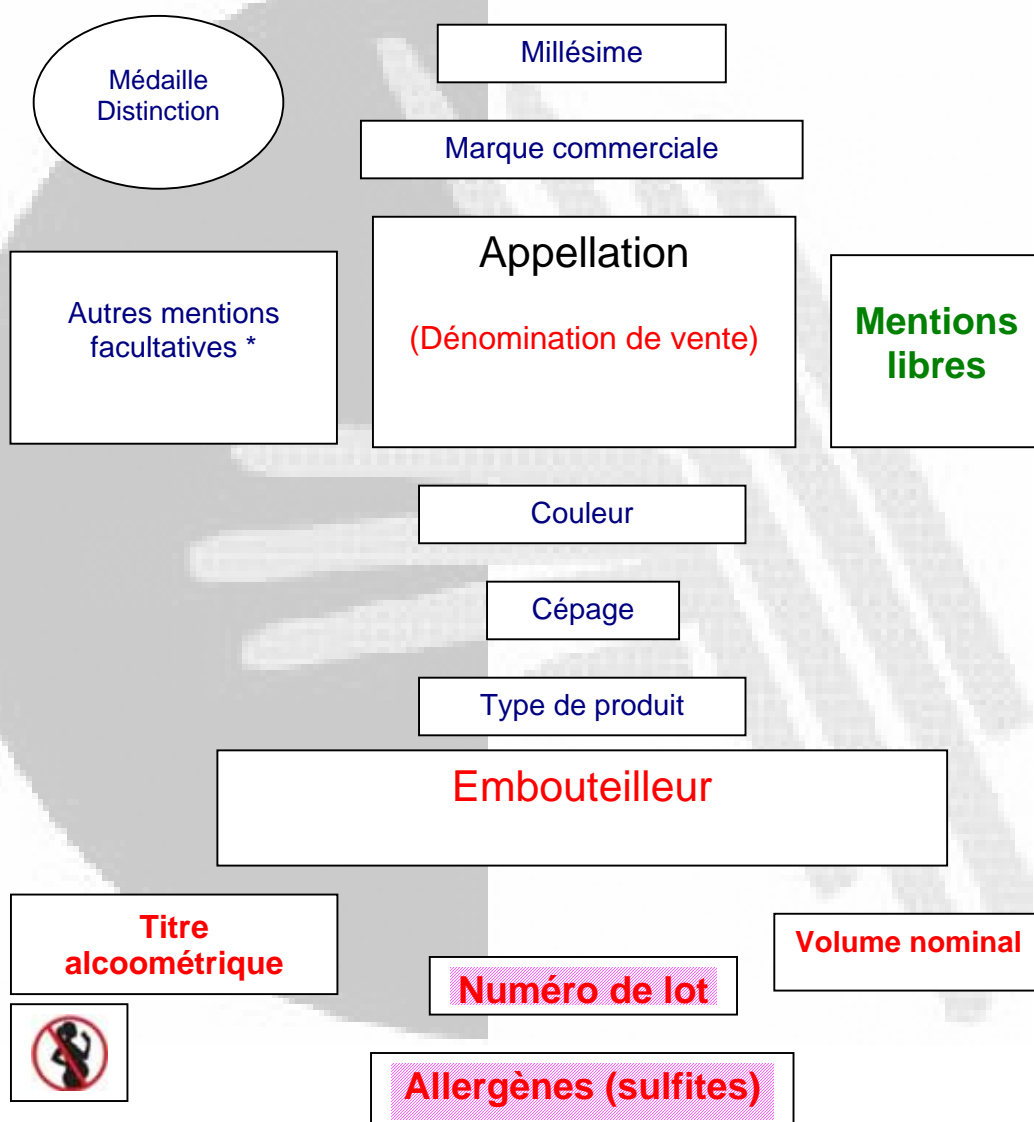 Médaille
Distinction
Millésime
Marque commerciale
Autres mentions
facultatives *
Appellation
(Dénomination de vente)
Mentions
libres
Couleur
Cépage
Type de produit
Embouteilleur
Titre
alcoométrique
Volume nominal
Numéro de lot
Allergènes (sulfites)